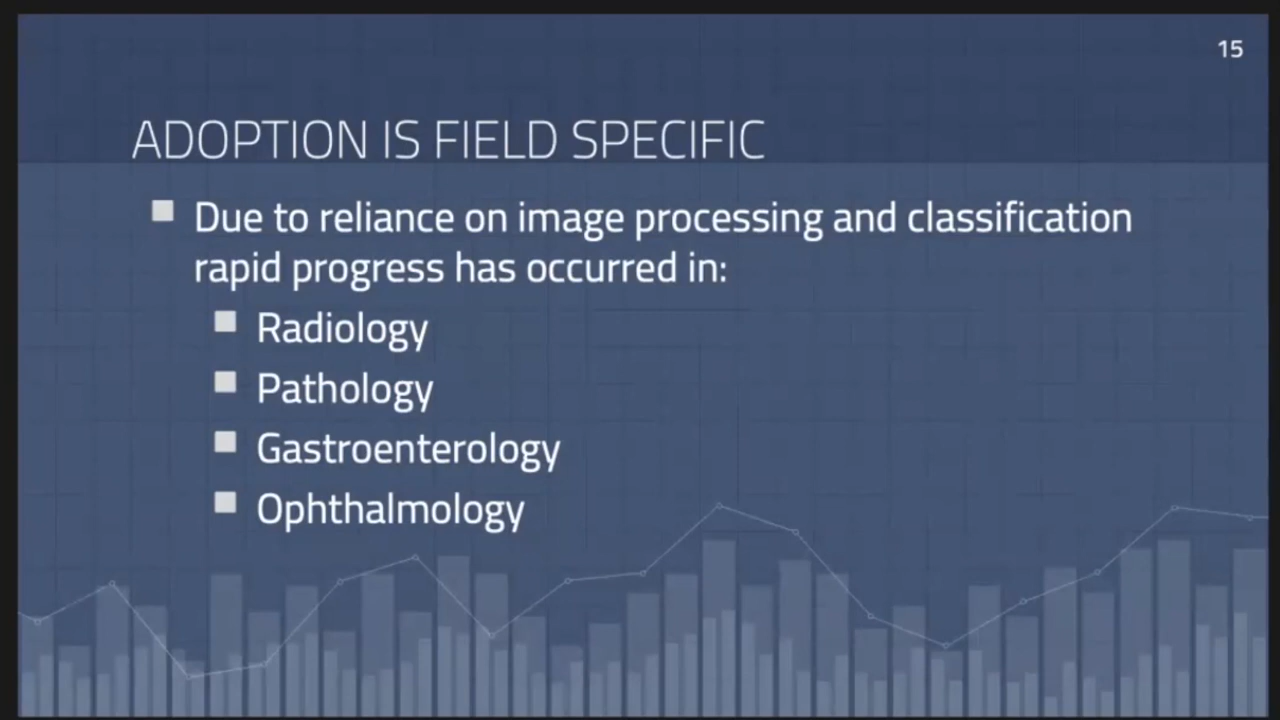 15
ADOPTION IS FIELD SPECIFIC
Due to reliance on image processing and classification
rapid progress has occurred in:
Radiology
Pathology
Gastroenterology
Ophthalmology